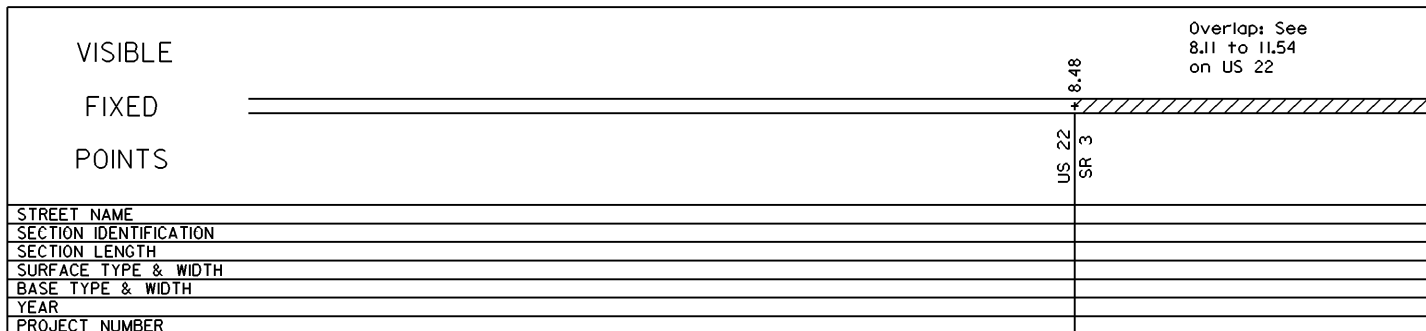 VISIBLE
FIXED
POINTS
8.48
Overlap: See
8.11 to 11.54
on US 22
US 22
SR 3
STREET NAME
SECTION IDENTIFICATION
SECTION LENGTH
SURFACE TYPE & WIDTH
BASE TYPE & WIDTH
YEAR
PROJECT NUMBER